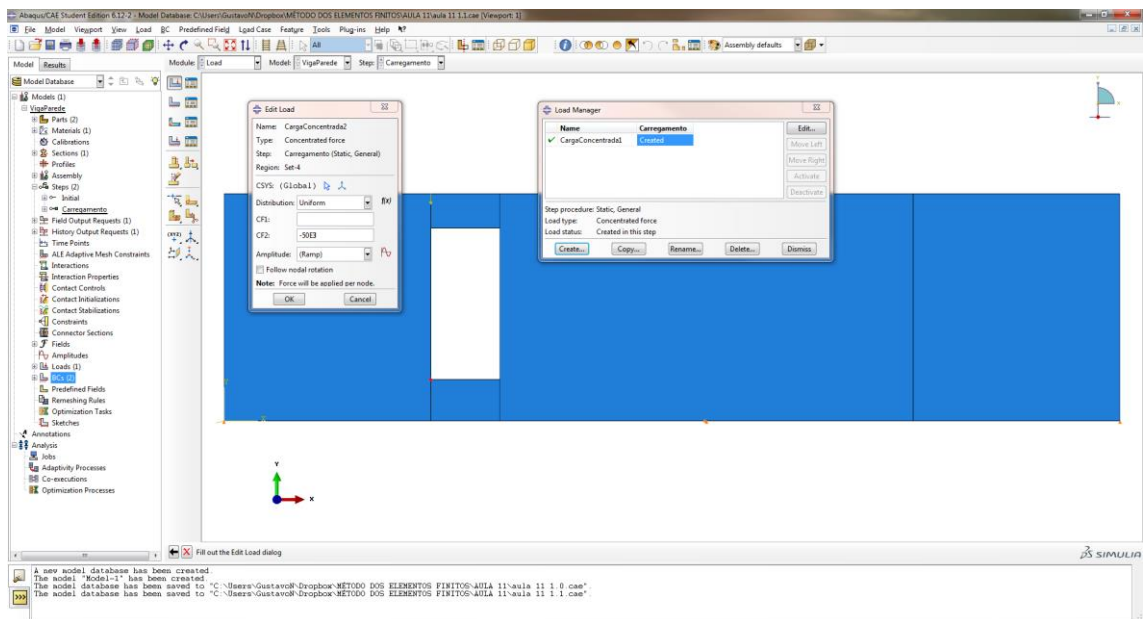 Abaqus/CAE Student Edition 6.12-2 - Model Database: C:\Users\GustavoN\Dropbox\MÉTODO DOS ELEMENTOS FINITOS\AULA 11\aula 11 1.1.cae [Viewport: 1]
File Model Viewport View Load BC Predefined Field Load Case Feature Tools Plug-ins Help
All Assembly defaults
Model Results Module: Load Model: VigaParede Step: Carregamento
Model Database
Models (1)
VigaParede
Parts (2)
Materials (1)
Calibrations
Sections (1)
Profiles
Assembly
Steps (2)
Initial
Carregamento
Field Output Requests (1)
History Output Requests (1)
Time Points
ALE Adaptive Mesh Constraints
Interactions
Interaction Properties
Contact Controls
Contact Initializations
Contact Stabilizations
Constraints
Connector Sections
Fields
Amplitudes
Loads (1)
BCs (2)
Predefined Fields
Remeshing Rules
Optimization Tasks
Sketches
Annotations
Analysis
Jobs
Adaptivity Processes
Co-executions
Optimization Processes
Edit Load
Name: CargaConcentrada2
Type: Concentrated force
Step: Carregamento (Static, General)
Region: Set-4
CSYS: (Global)
Distribution: Uniform f(x)
CF1:
CF2: -50E3
Amplitude: (Ramp)
Follow nodal rotation
Note: Force will be applied per node.
OK Cancel
Load Manager
Name Carregamento
CargaConcentrada1 Created
Edit...
Move Left
Move Right
Activate
Deactivate
Step procedure: Static, General
Load type: Concentrated force
Load status: Created in this step
Create... Copy... Rename... Delete... Dismiss
Y
X
Fill out the Edit Load dialog
SIMULIA
A new model database has been created.
The model "Model-1" has been created.
The model database has been saved to "C:\Users\GustavoN\Dropbox\MÉTODO DOS ELEMENTOS FINITOS\AULA 11\aula 11 1.0.cae".
The model database has been saved to "C:\Users\GustavoN\Dropbox\MÉTODO DOS ELEMENTOS FINITOS\AULA 11\aula 11 1.1.cae".